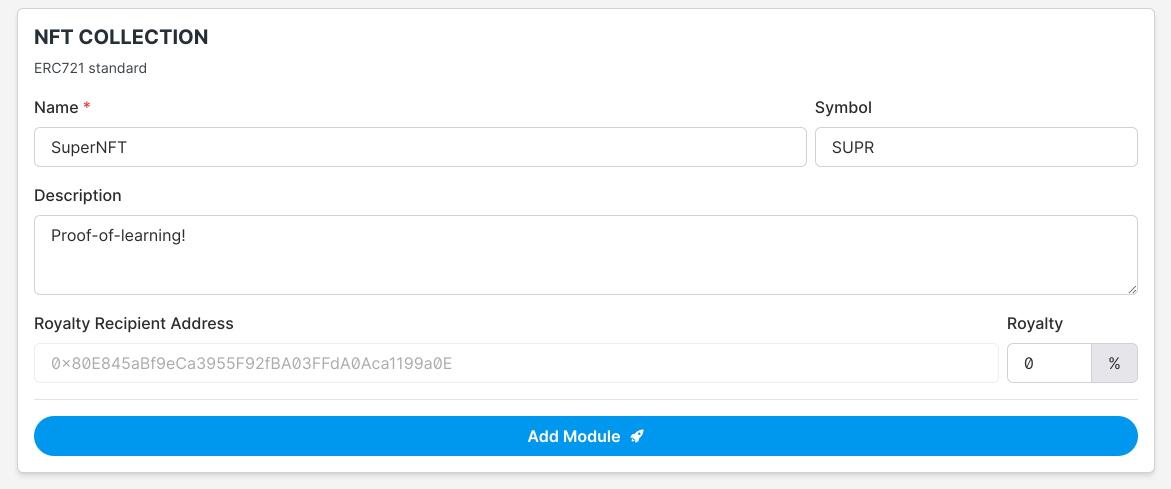 NFT COLLECTION
ERC721 standard
Name *
Symbol
SuperNFT
SUPR
Description
Proof-of-learning!
Royalty Recipient Address
Royalty
0x80E845aBf9eCa3955F92fBA03FFdA0Aca1199a0E
0
%
Add Module